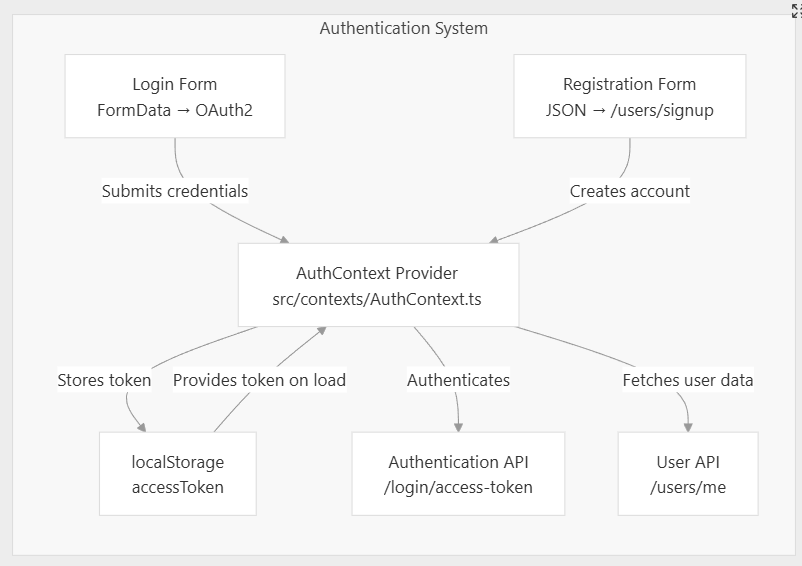 Authentication System
Login Form
FormData → OAuth2
Registration Form
JSON → /users/signup
Submits credentials
Creates account
AuthContext Provider
src/contexts/AuthContext.ts
Stores token
Provides token on load
Authenticates
Fetches user data
localStorage
accessToken
Authentication API
/login/access-token
User API
/users/me